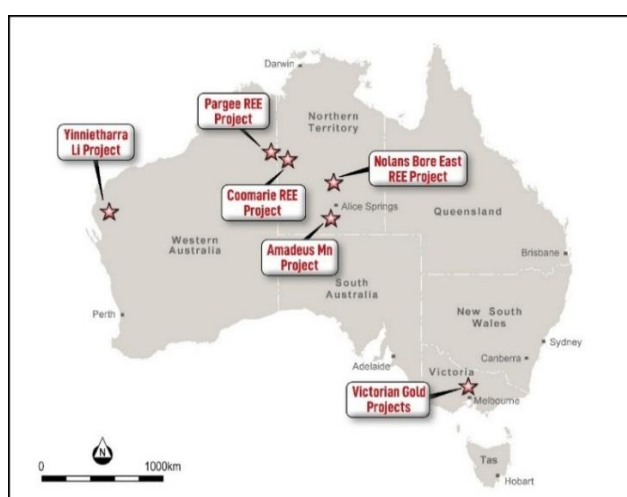 Darwin
Pargee REE
Project
Northern
Territory
Yinnietharra
Li Project
Nolans Bore East
REE Project
Coomarie REE
Project
Alice Springs
Queensland
Western
Australia
Amadeus Mn
Project
Brisbane
South
Australia
New South
Wales
Perth
Sydney
Adelaide
Canberra
Victoria
Victorian Gold
Projects
Melbourne
N
0
1000km
Tas
Hobart